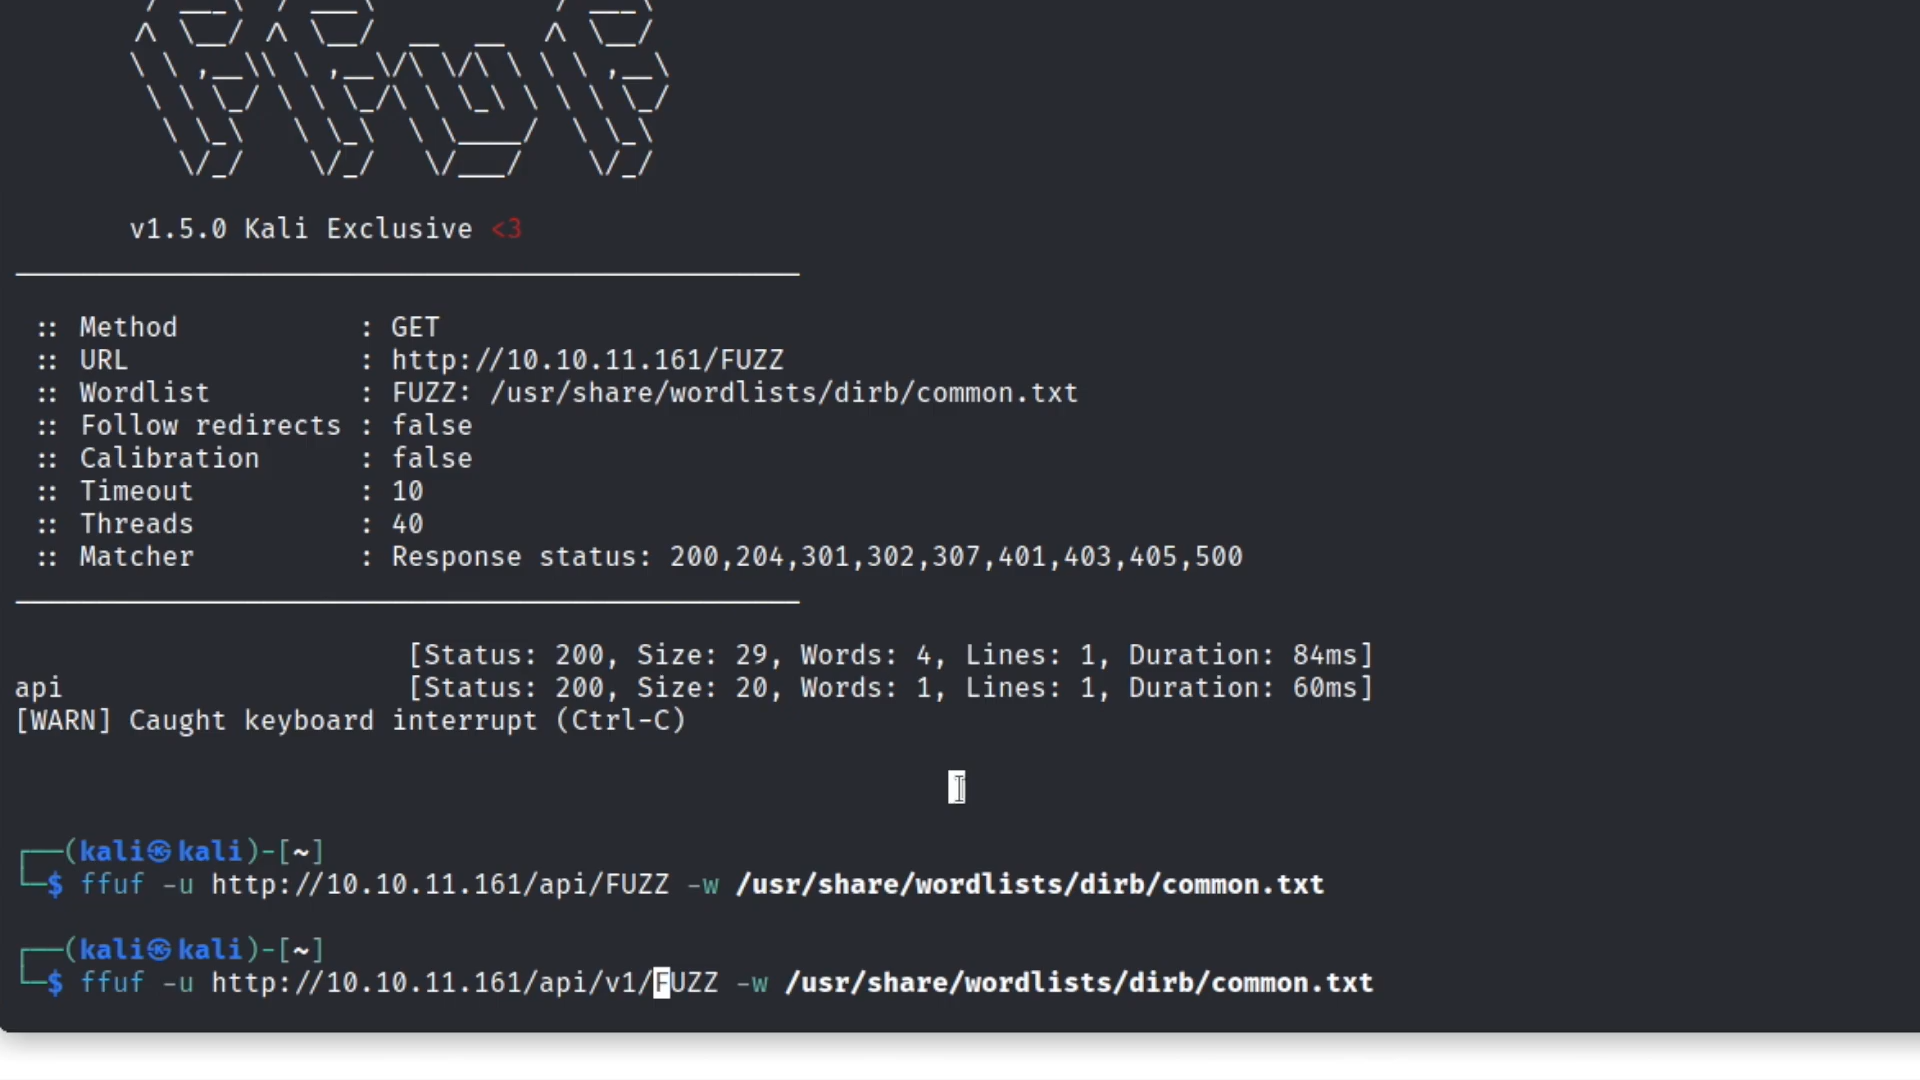 v1.5.0 Kali Exclusive <3
:: Method : GET
:: URL : http://10.10.11.161/FUZZ
:: Wordlist : FUZZ: /usr/share/wordlists/dirb/common.txt
:: Follow redirects : false
:: Calibration : false
:: Timeout : 10
:: Threads : 40
:: Matcher : Response status: 200,204,301,302,307,401,403,405,500
[Status: 200, Size: 29, Words: 4, Lines: 1, Duration: 84ms]
api [Status: 200, Size: 20, Words: 1, Lines: 1, Duration: 60ms]
[WARN] Caught keyboard interrupt (Ctrl-C)
┌──(kali㉿kali)-[~]
└─$ ffuf -u http://10.10.11.161/api/FUZZ -w /usr/share/wordlists/dirb/common.txt
┌──(kali㉿kali)-[~]
└─$ ffuf -u http://10.10.11.161/api/v1/FUZZ -w /usr/share/wordlists/dirb/common.txt